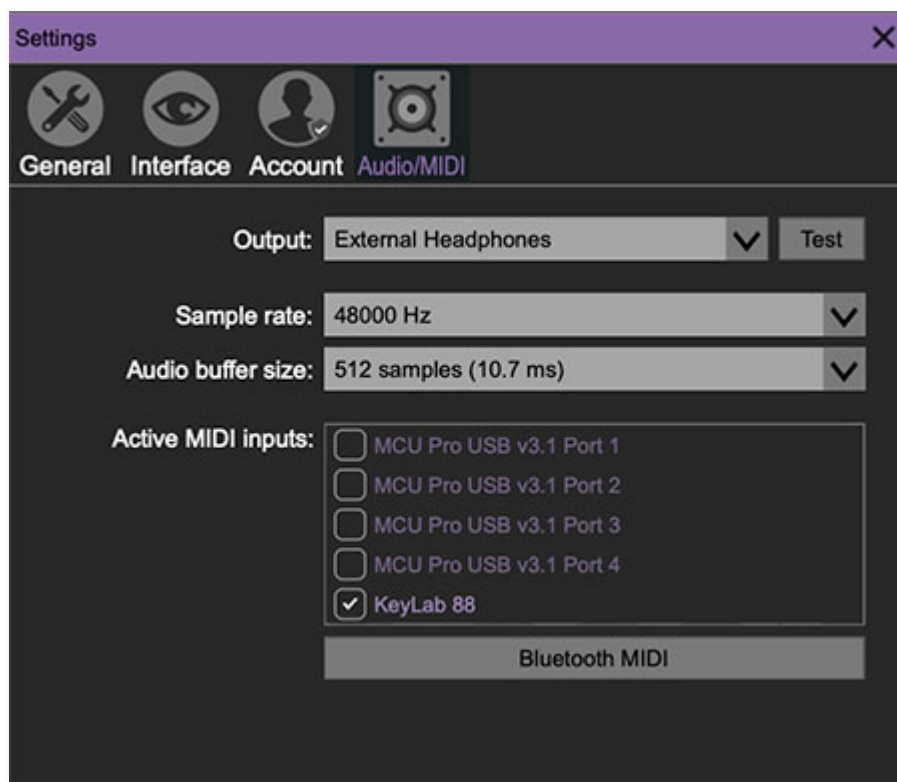 Settings
General Interface Account Audio/MIDI
Output: External Headphones Test
Sample rate: 48000 Hz
Audio buffer size: 512 samples (10.7 ms)
Active MIDI inputs: MCU Pro USB v3.1 Port 1
MCU Pro USB v3.1 Port 2
MCU Pro USB v3.1 Port 3
MCU Pro USB v3.1 Port 4
KeyLab 88
Bluetooth MIDI